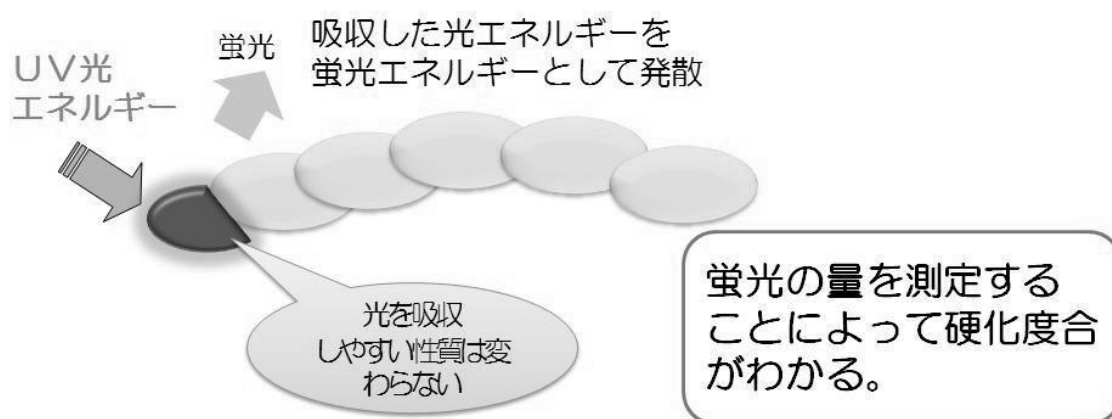 蛍光
吸収した光エネルギーを
蛍光エネルギーとして発散
UV光
エネルギー
光を吸収
しやすい性質は変
わらない
蛍光の量を測定する
ことによって硬化度合
がわかる。